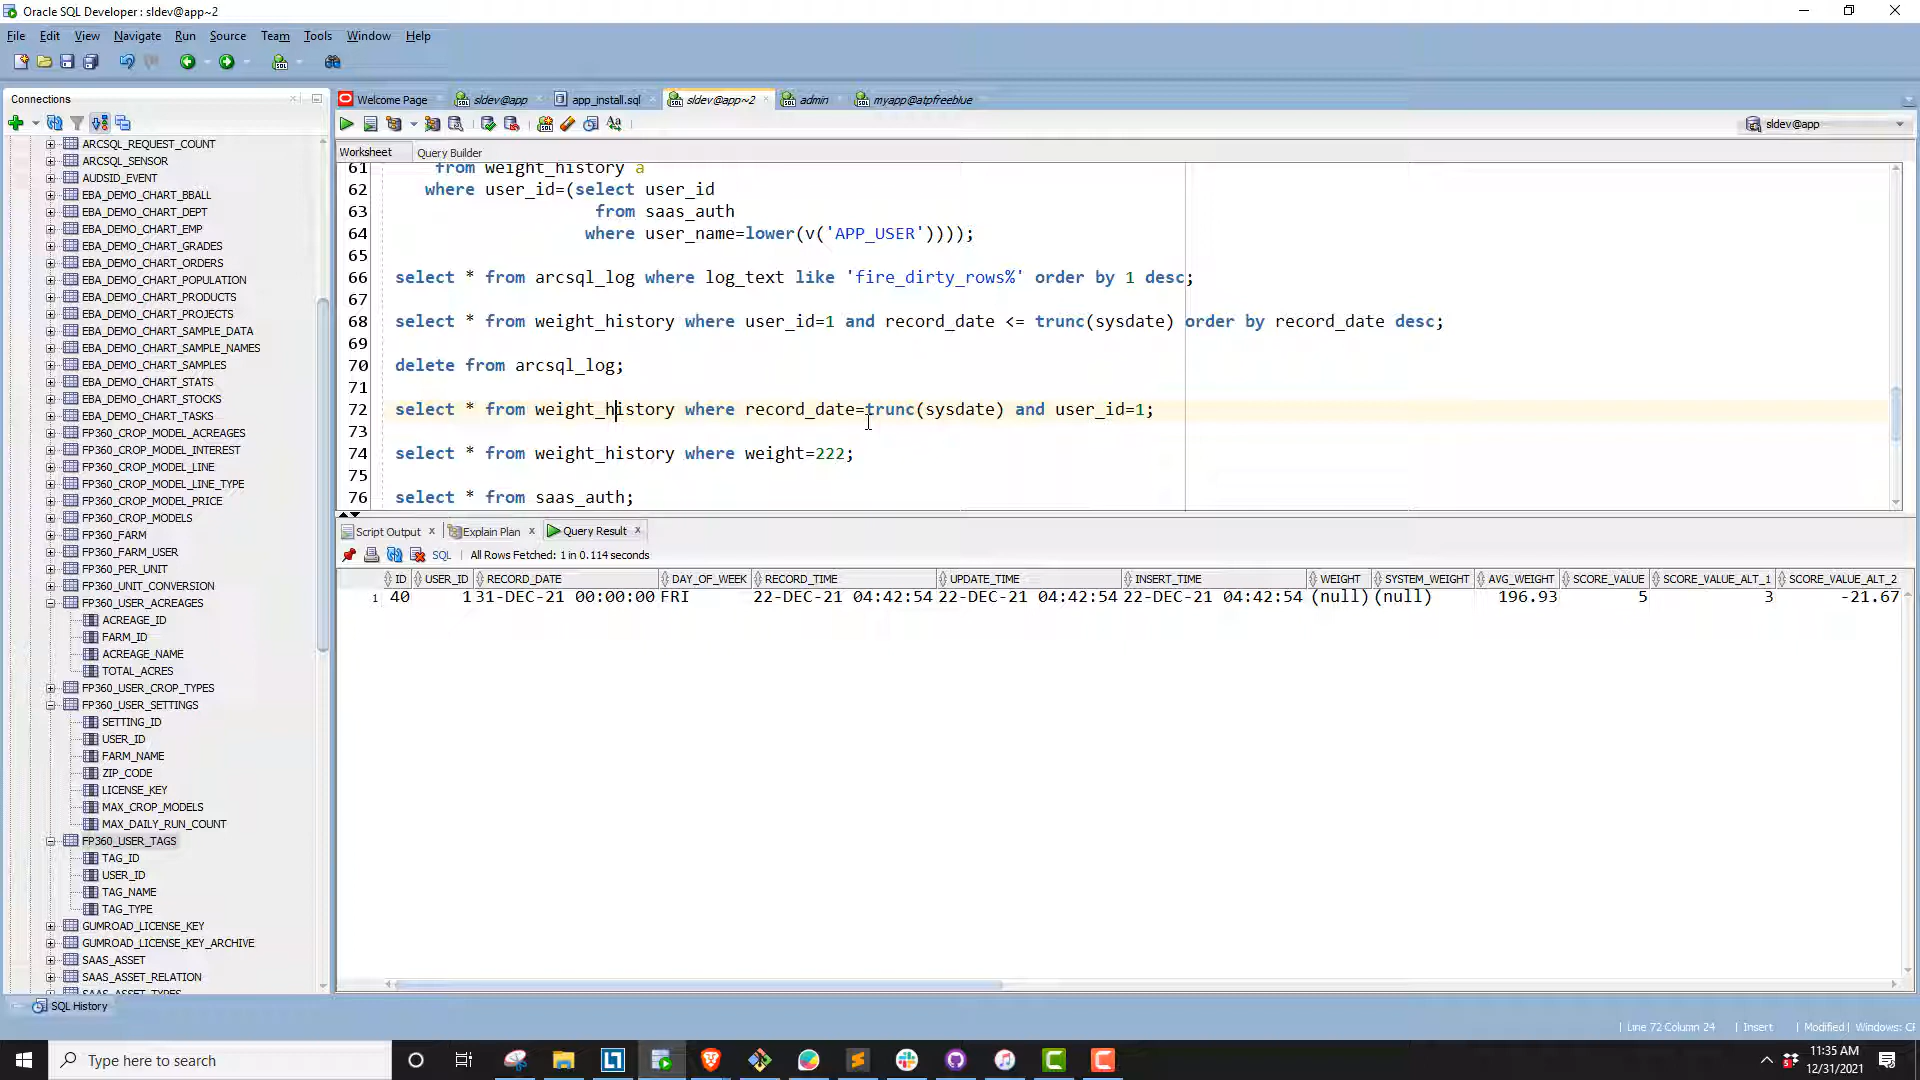 Oracle SQL Developer : sldev@app~2
File Edit View Navigate Run Source Team Tools Window Help
Connections
Welcome Page sldev@app app_install.sql sldev@app~2 admin myapp@atpfreeblue
sldev@app
Worksheet Query Builder
ARCSQL_REQUEST_COUNT
ARCSQL_SENSOR
AUDSID_EVENT
EBA_DEMO_CHART_BBALL
EBA_DEMO_CHART_DEPT
EBA_DEMO_CHART_EMP
EBA_DEMO_CHART_GRADES
EBA_DEMO_CHART_ORDERS
EBA_DEMO_CHART_POPULATION
EBA_DEMO_CHART_PRODUCTS
EBA_DEMO_CHART_PROJECTS
EBA_DEMO_CHART_SAMPLE_DATA
EBA_DEMO_CHART_SAMPLE_NAMES
EBA_DEMO_CHART_SAMPLES
EBA_DEMO_CHART_STATS
EBA_DEMO_CHART_STOCKS
EBA_DEMO_CHART_TASKS
FP360_CROP_MODEL_ACREAGES
FP360_CROP_MODEL_INTEREST
FP360_CROP_MODEL_LINE
FP360_CROP_MODEL_LINE_TYPE
FP360_CROP_MODEL_PRICE
FP360_CROP_MODELS
FP360_FARM
FP360_FARM_USER
FP360_PER_UNIT
FP360_UNIT_CONVERSION
FP360_USER_ACREAGES
ACREAGE_ID
FARM_ID
ACREAGE_NAME
TOTAL_ACRES
FP360_USER_CROP_TYPES
FP360_USER_SETTINGS
SETTING_ID
USER_ID
FARM_NAME
ZIP_CODE
LICENSE_KEY
MAX_CROP_MODELS
MAX_DAILY_RUN_COUNT
FP360_USER_TAGS
TAG_ID
USER_ID
TAG_NAME
TAG_TYPE
GUMROAD_LICENSE_KEY
GUMROAD_LICENSE_KEY_ARCHIVE
SAAS_ASSET
SAAS_ASSET_RELATION
SAAS_ASSET_TYPES
SQL History
61 from weight_history a
62 where user_id=(select user_id
63 from saas_auth
64 where user_name=lower(v('APP_USER'))));
65
66 select * from arcsql_log where log_text like 'fire_dirty_rows%' order by 1 desc;
67
68 select * from weight_history where user_id=1 and record_date <= trunc(sysdate) order by record_date desc;
69
70 delete from arcsql_log;
71
72 select * from weight_history where record_date=trunc(sysdate) and user_id=1;
73
74 select * from weight_history where weight=222;
75
76 select * from saas_auth;
Script Output Explain Plan Query Result
SQL All Rows Fetched: 1 in 0.114 seconds
ID USER_ID RECORD_DATE DAY_OF_WEEK RECORD_TIME UPDATE_TIME INSERT_TIME WEIGHT SYSTEM_WEIGHT AVG_WEIGHT SCORE_VALUE SCORE_VALUE_ALT_1 SCORE_VALUE_ALT_2
1 40 1 31-DEC-21 00:00:00 FRI 22-DEC-21 04:42:54 22-DEC-21 04:42:54 22-DEC-21 04:42:54 (null) (null) 196.93 5 3 -21.67
Line 72 Column 24 Insert Modified Windows: CF
Type here to search
11:35 AM
12/31/2021